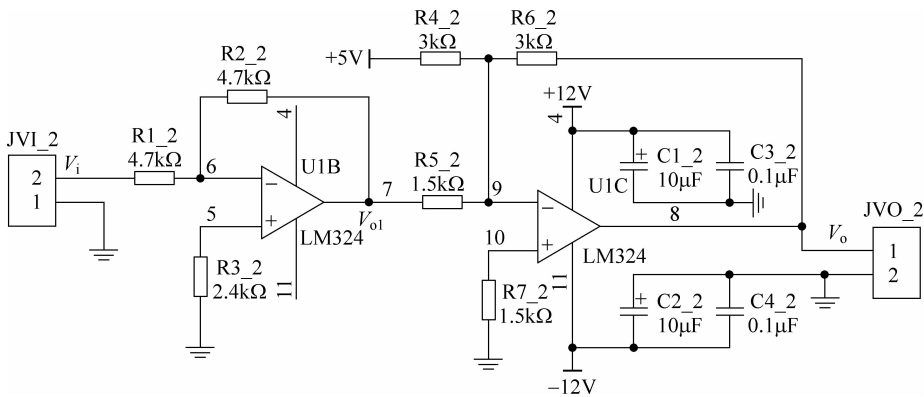 R4_2
3kΩ
R6_2
3kΩ
+5V
R2_2
4.7kΩ
4
+12V
4
JVI_2
2
1
Vi
R1_2
4.7kΩ
6
5
U1B
LM324
11
R3_2
2.4kΩ
7
Vo1
R5_2
1.5kΩ
9
10
U1C
LM324
11
8
R7_2
1.5kΩ
+
C1_2
10μF
C3_2
0.1μF
+
C2_2
10μF
C4_2
0.1μF
−12V
JVO_2
Vo
1
2
−
+
−
+